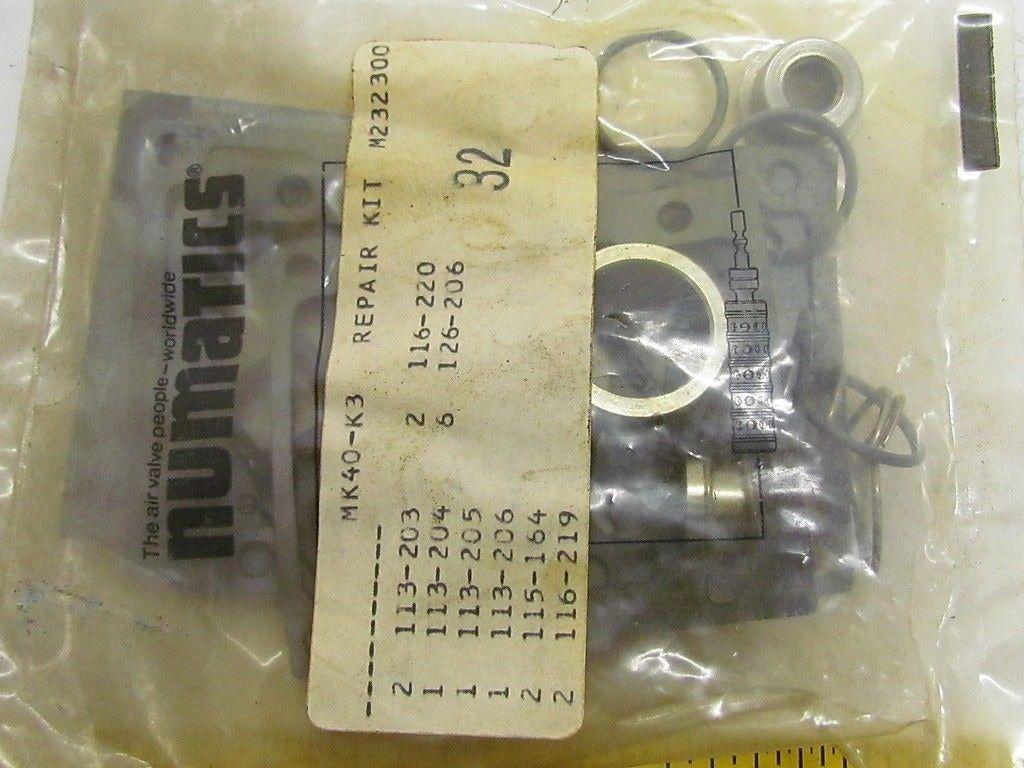 The air valve people—worldwide
numatics®
MK40-K3 REPAIR KIT M232300
----------
2 113-203 2 116-220
1 113-204 6 126-206
1 113-205
1 113-206
2 115-164
2 116-219
32